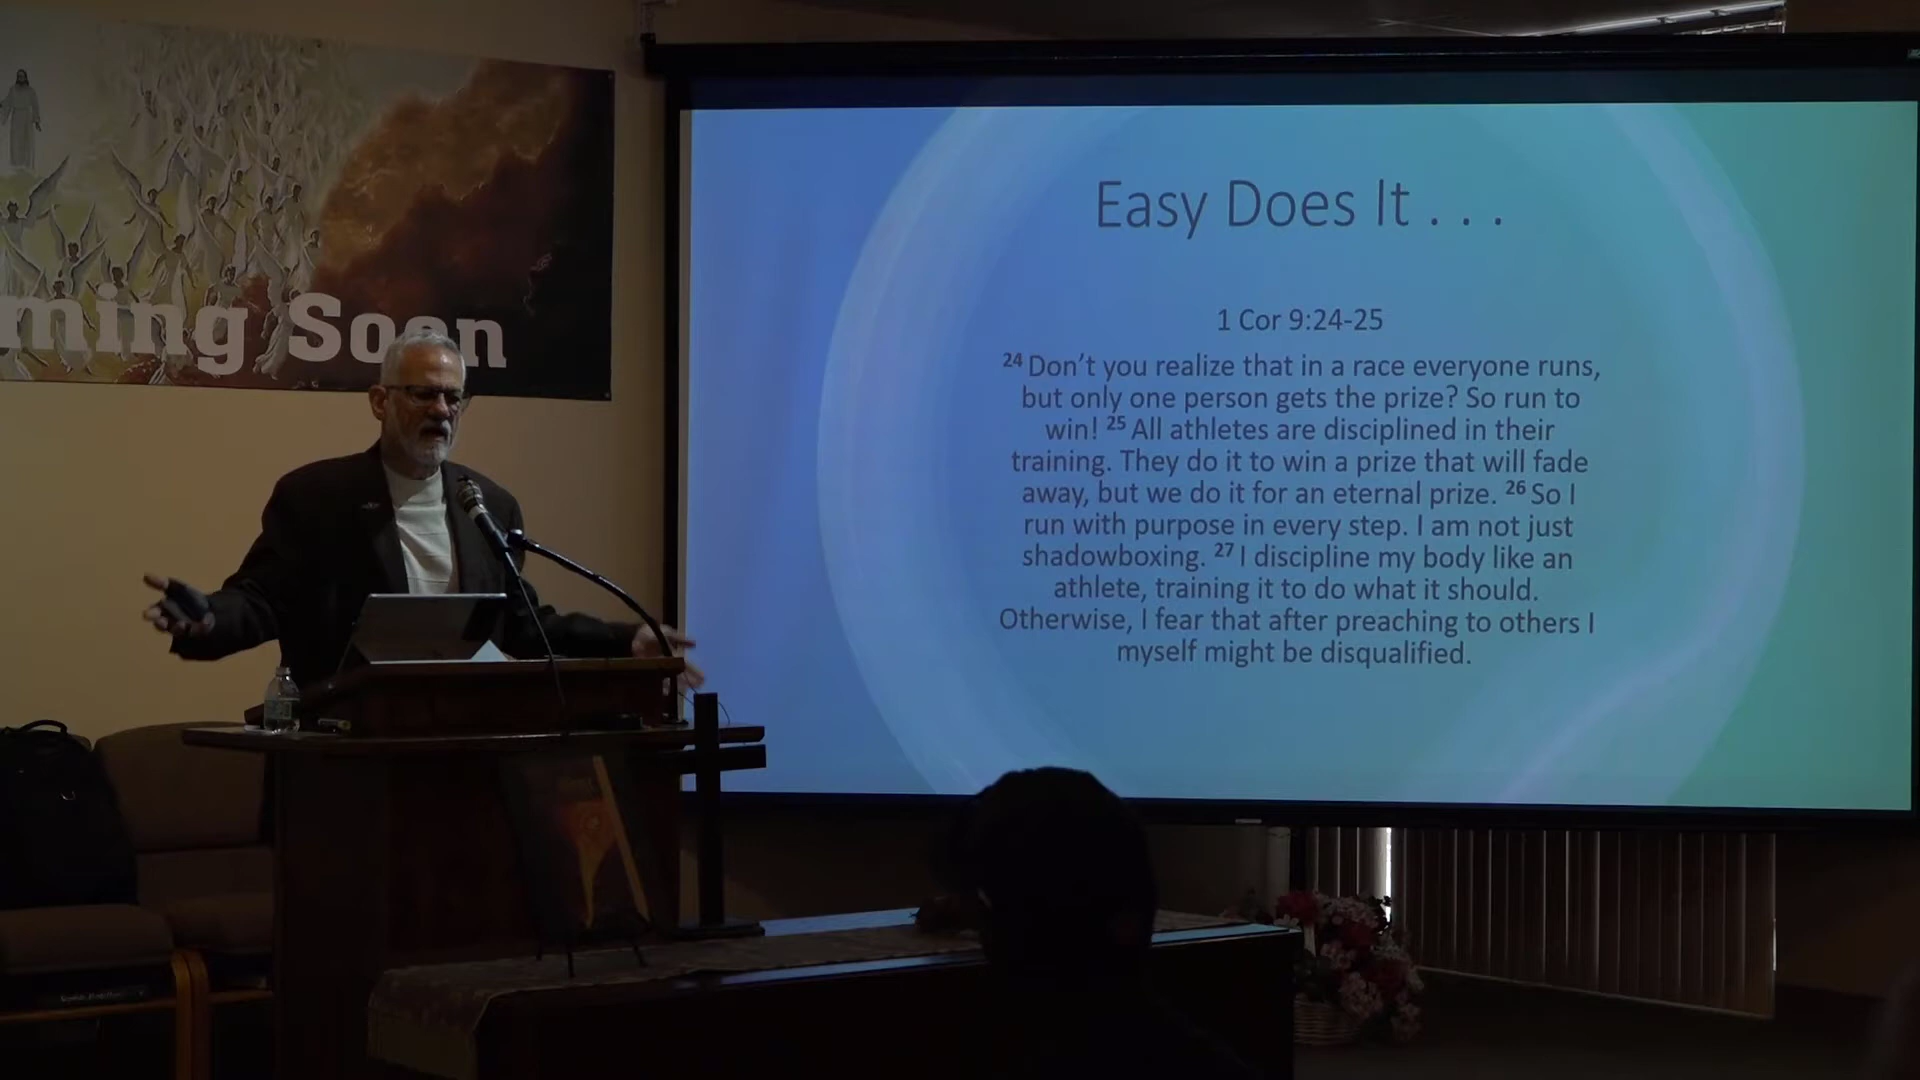 ming Soon
Easy Does It . . .
1 Cor 9:24-25
24 Don't you realize that in a race everyone runs,
but only one person gets the prize? So run to
win! 25 All athletes are disciplined in their
training. They do it to win a prize that will fade
away, but we do it for an eternal prize. 26 So I
run with purpose in every step. I am not just
shadowboxing. 27 I discipline my body like an
athlete, training it to do what it should.
Otherwise, I fear that after preaching to others I
myself might be disqualified.